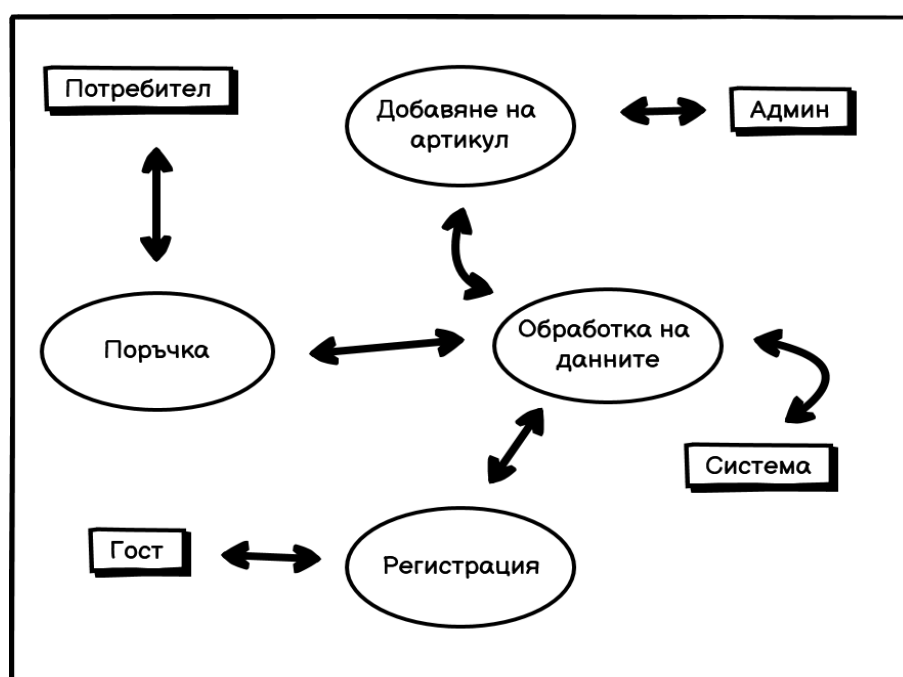 Потребител
Добавяне на
артикул
Админ
Поръчка
Обработка на
данните
Система
Гост
Регистрация